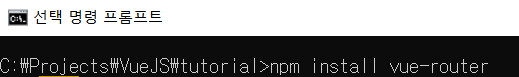 선택 명령 프롬프트
C:₩Projects₩VueJS₩tutorial>npm install vue-router